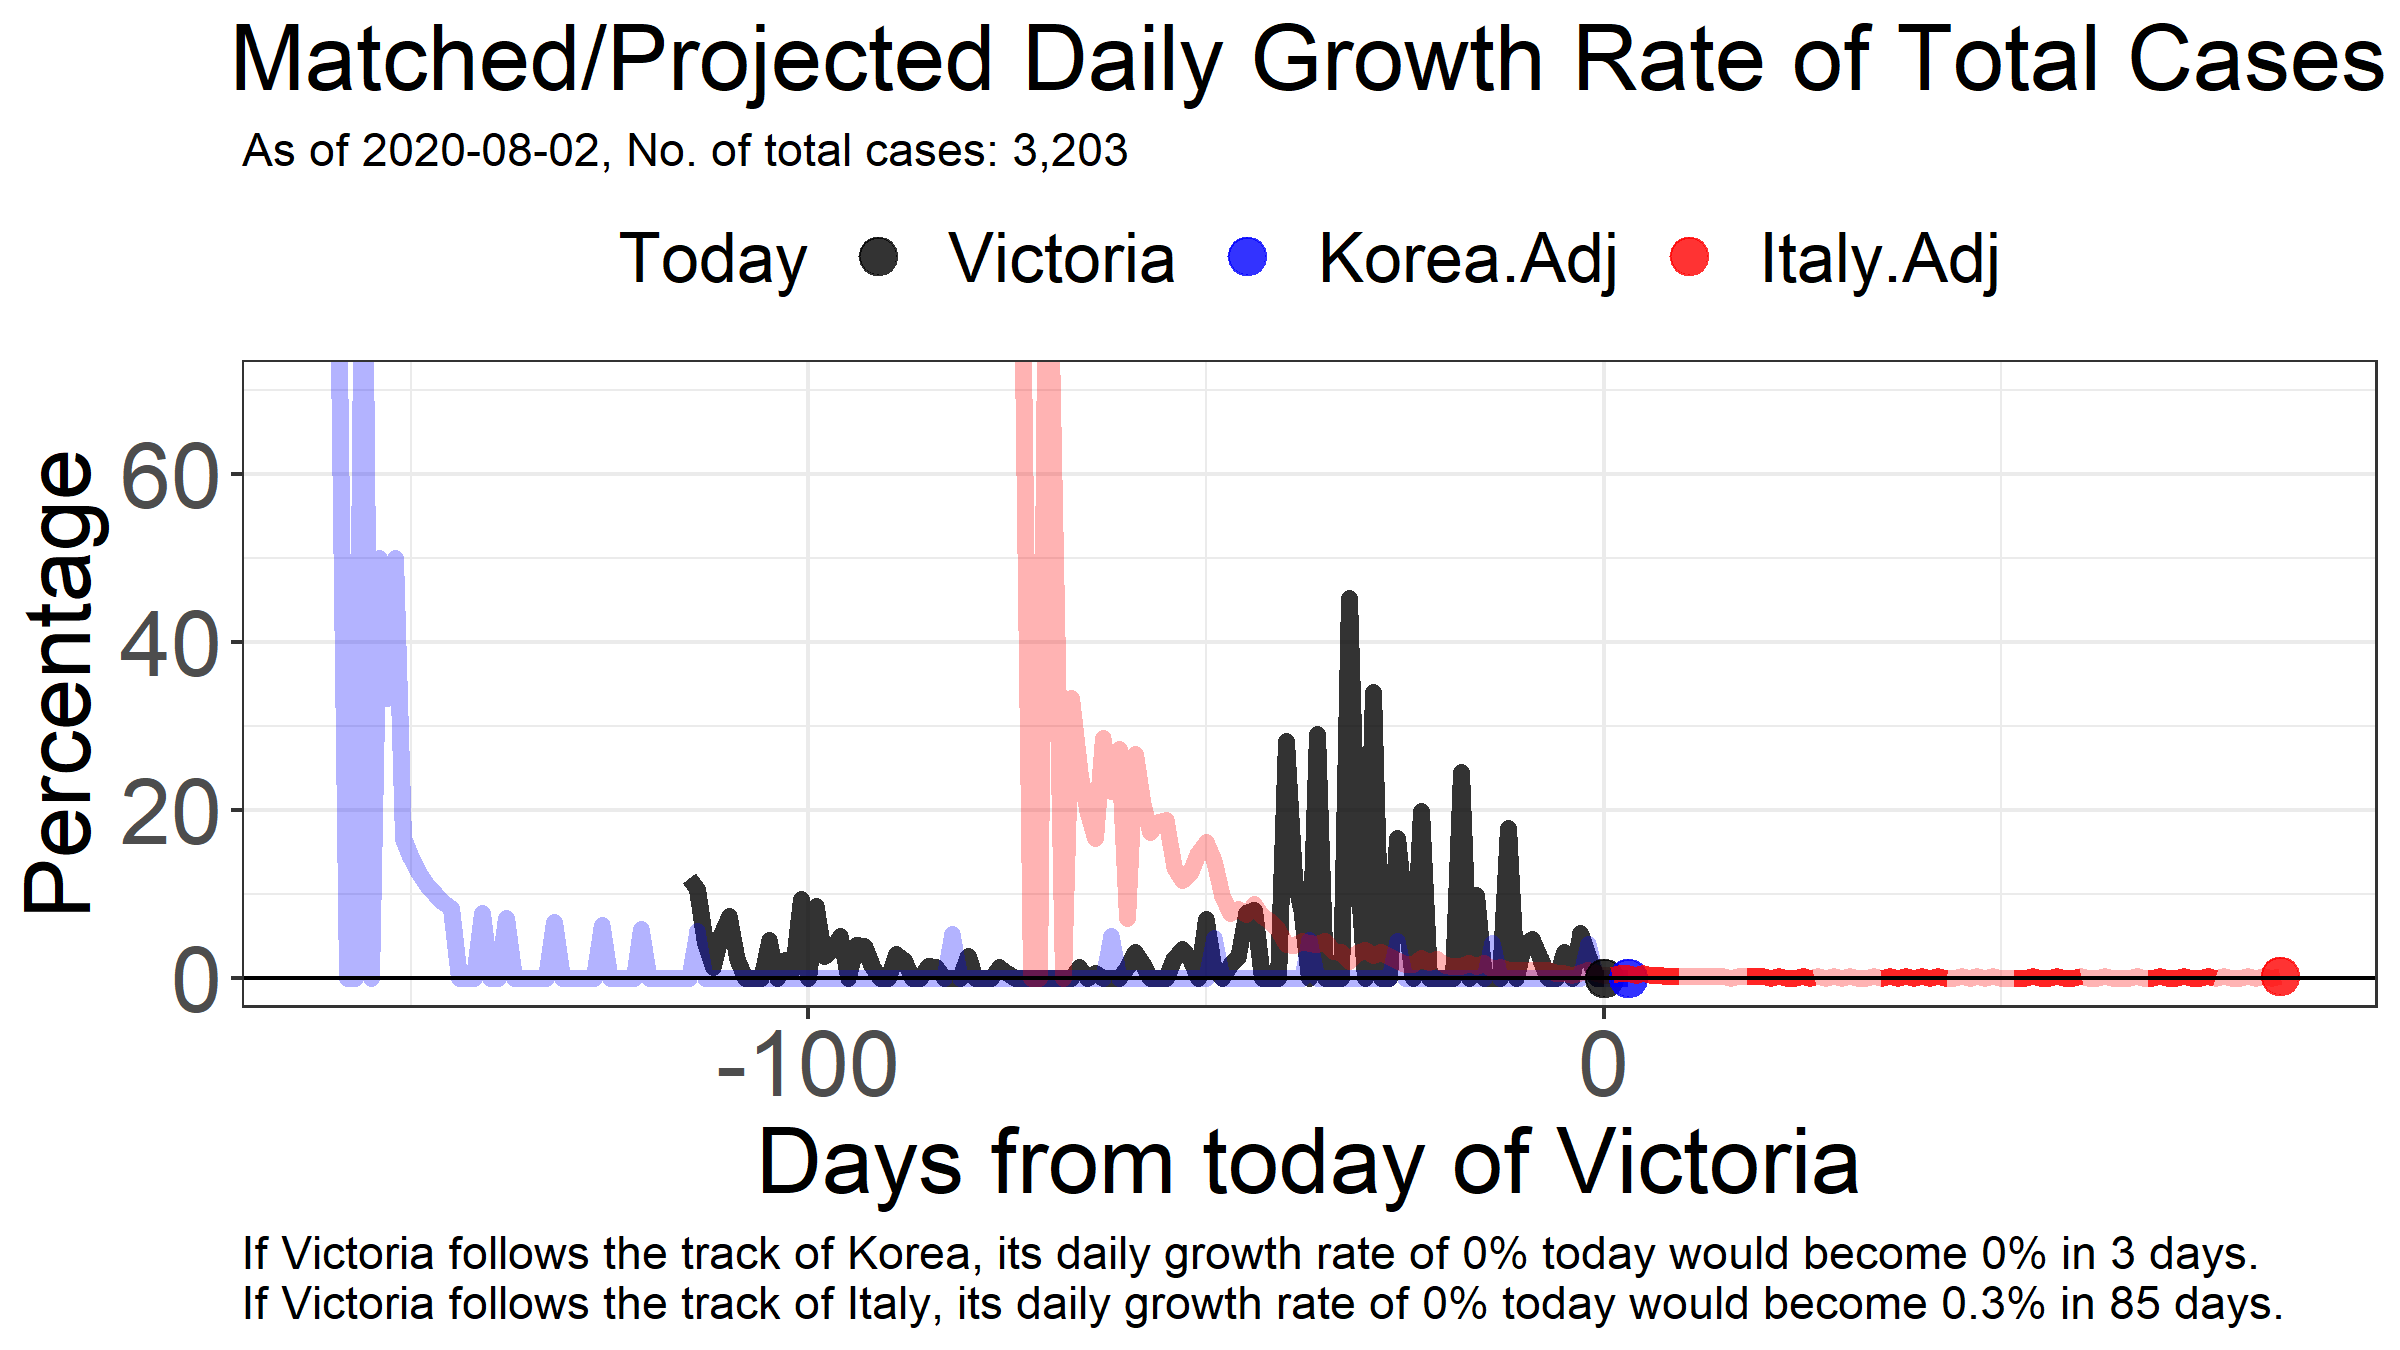 Matched/Projected Daily Growth Rate of Total Cases
As of 2020-08-02, No. of total cases: 3,203
Today Victoria Korea.Adj Italy.Adj
Percentage
60
40
20
0
-100 0
Days from today of Victoria
If Victoria follows the track of Korea, its daily growth rate of 0% today would become 0% in 3 days.
If Victoria follows the track of Italy, its daily growth rate of 0% today would become 0.3% in 85 days.